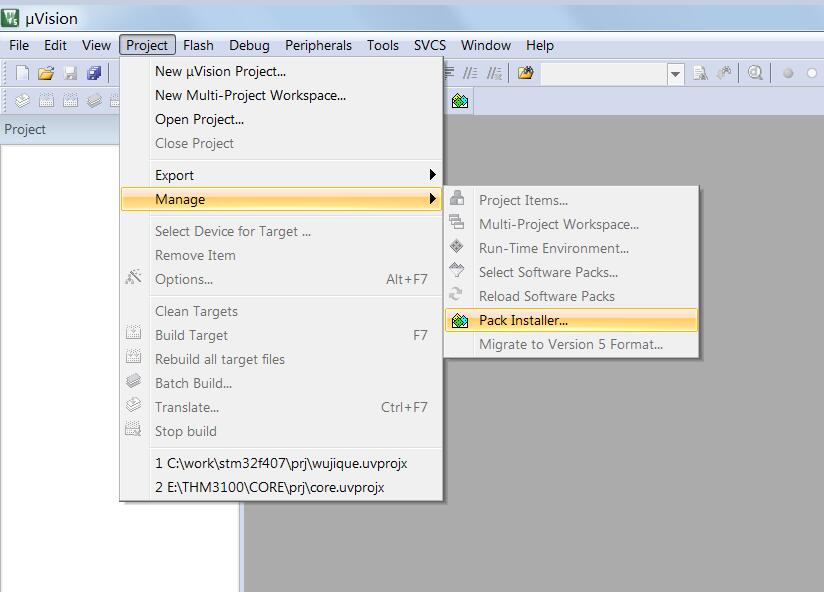 µVision
File Edit View Project Flash Debug Peripherals Tools SVCS Window Help
Project
New µVision Project...
New Multi-Project Workspace...
Open Project...
Close Project
Export
Manage
Select Device for Target ...
Remove Item
Options... Alt+F7
Clean Targets
Build Target F7
Rebuild all target files
Batch Build...
Translate... Ctrl+F7
Stop build
1 C:\work\stm32f407\prj\wujique.uvprojx
2 E:\THM3100\CORE\prj\core.uvprojx
Project Items...
Multi-Project Workspace...
Run-Time Environment...
Select Software Packs...
Reload Software Packs
Pack Installer...
Migrate to Version 5 Format...